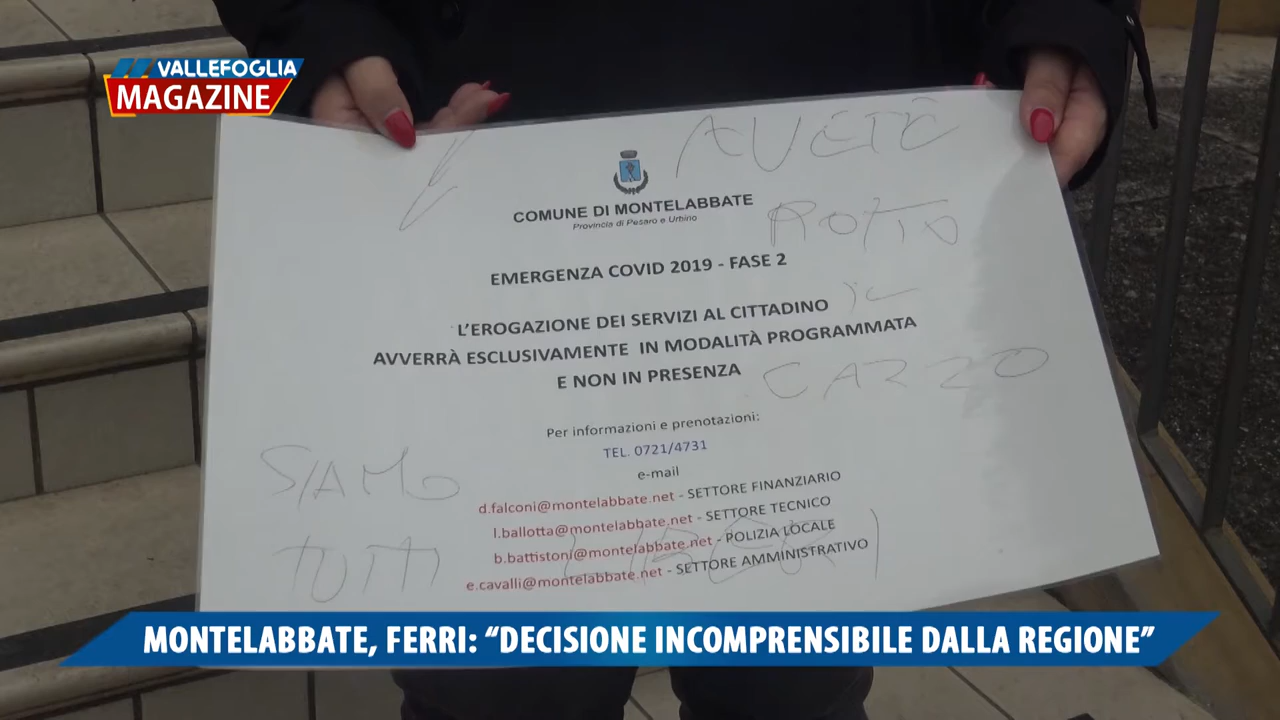 VALLEFOGLIA
MAGAZINE
AVETE
ROTTO
IL
CAZZO
COMUNE DI MONTELABBATE
Provincia di Pesaro e Urbino
EMERGENZA COVID 2019 - FASE 2
L'EROGAZIONE DEI SERVIZI AL CITTADINO
AVVERRÀ ESCLUSIVAMENTE IN MODALITÀ PROGRAMMATA
E NON IN PRESENZA
Per informazioni e prenotazioni:
TEL. 0721/4731
e-mail
d.falconi@montelabbate.net - SETTORE FINANZIARIO
l.ballotta@montelabbate.net - SETTORE TECNICO
b.battistoni@montelabbate.net - POLIZIA LOCALE
e.cavalli@montelabbate.net - SETTORE AMMINISTRATIVO
SIAMO
TUTTI LIBERI
MONTELABBATE, FERRI: “DECISIONE INCOMPRENSIBILE DALLA REGIONE”